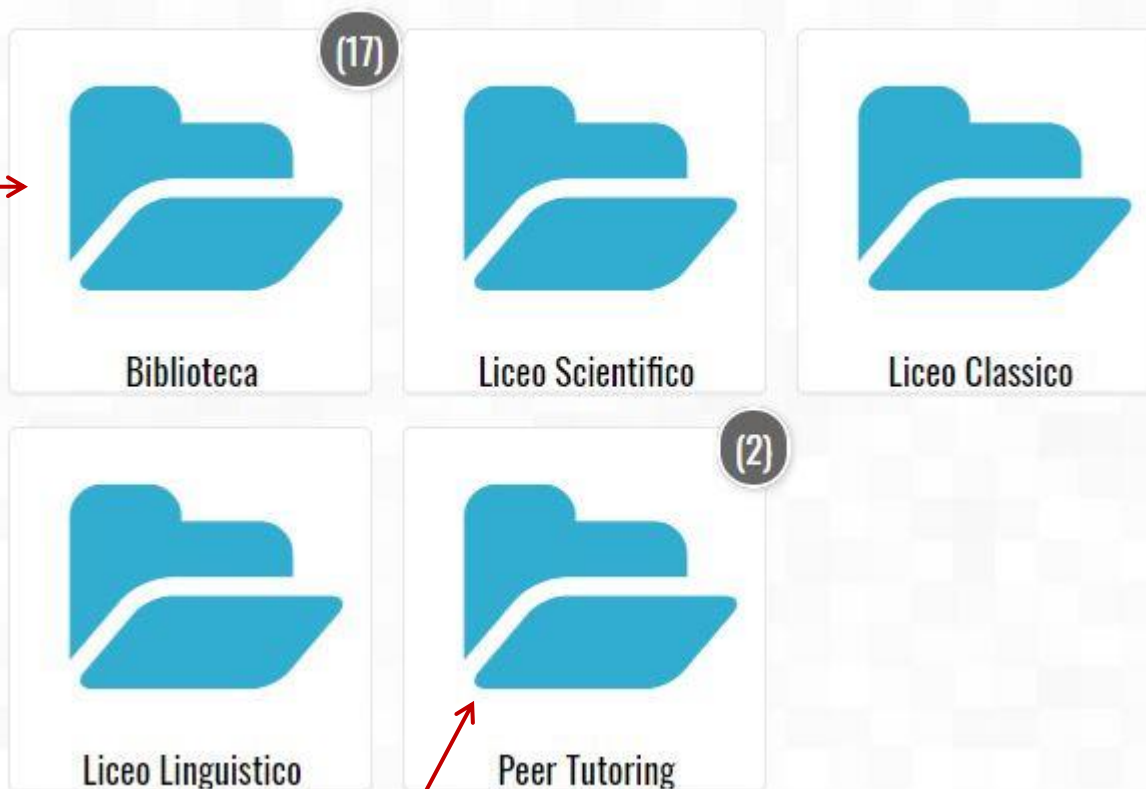 (17)
Biblioteca
Liceo Scientifico
Liceo Classico
(2)
Liceo Linguistico
Peer Tutoring